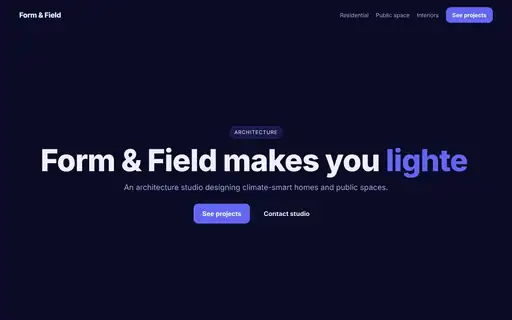 Form & Field
Residential Public space Interiors See projects
ARCHITECTURE
Form & Field makes you lighte
An architecture studio designing climate-smart homes and public spaces.
See projects Contact studio